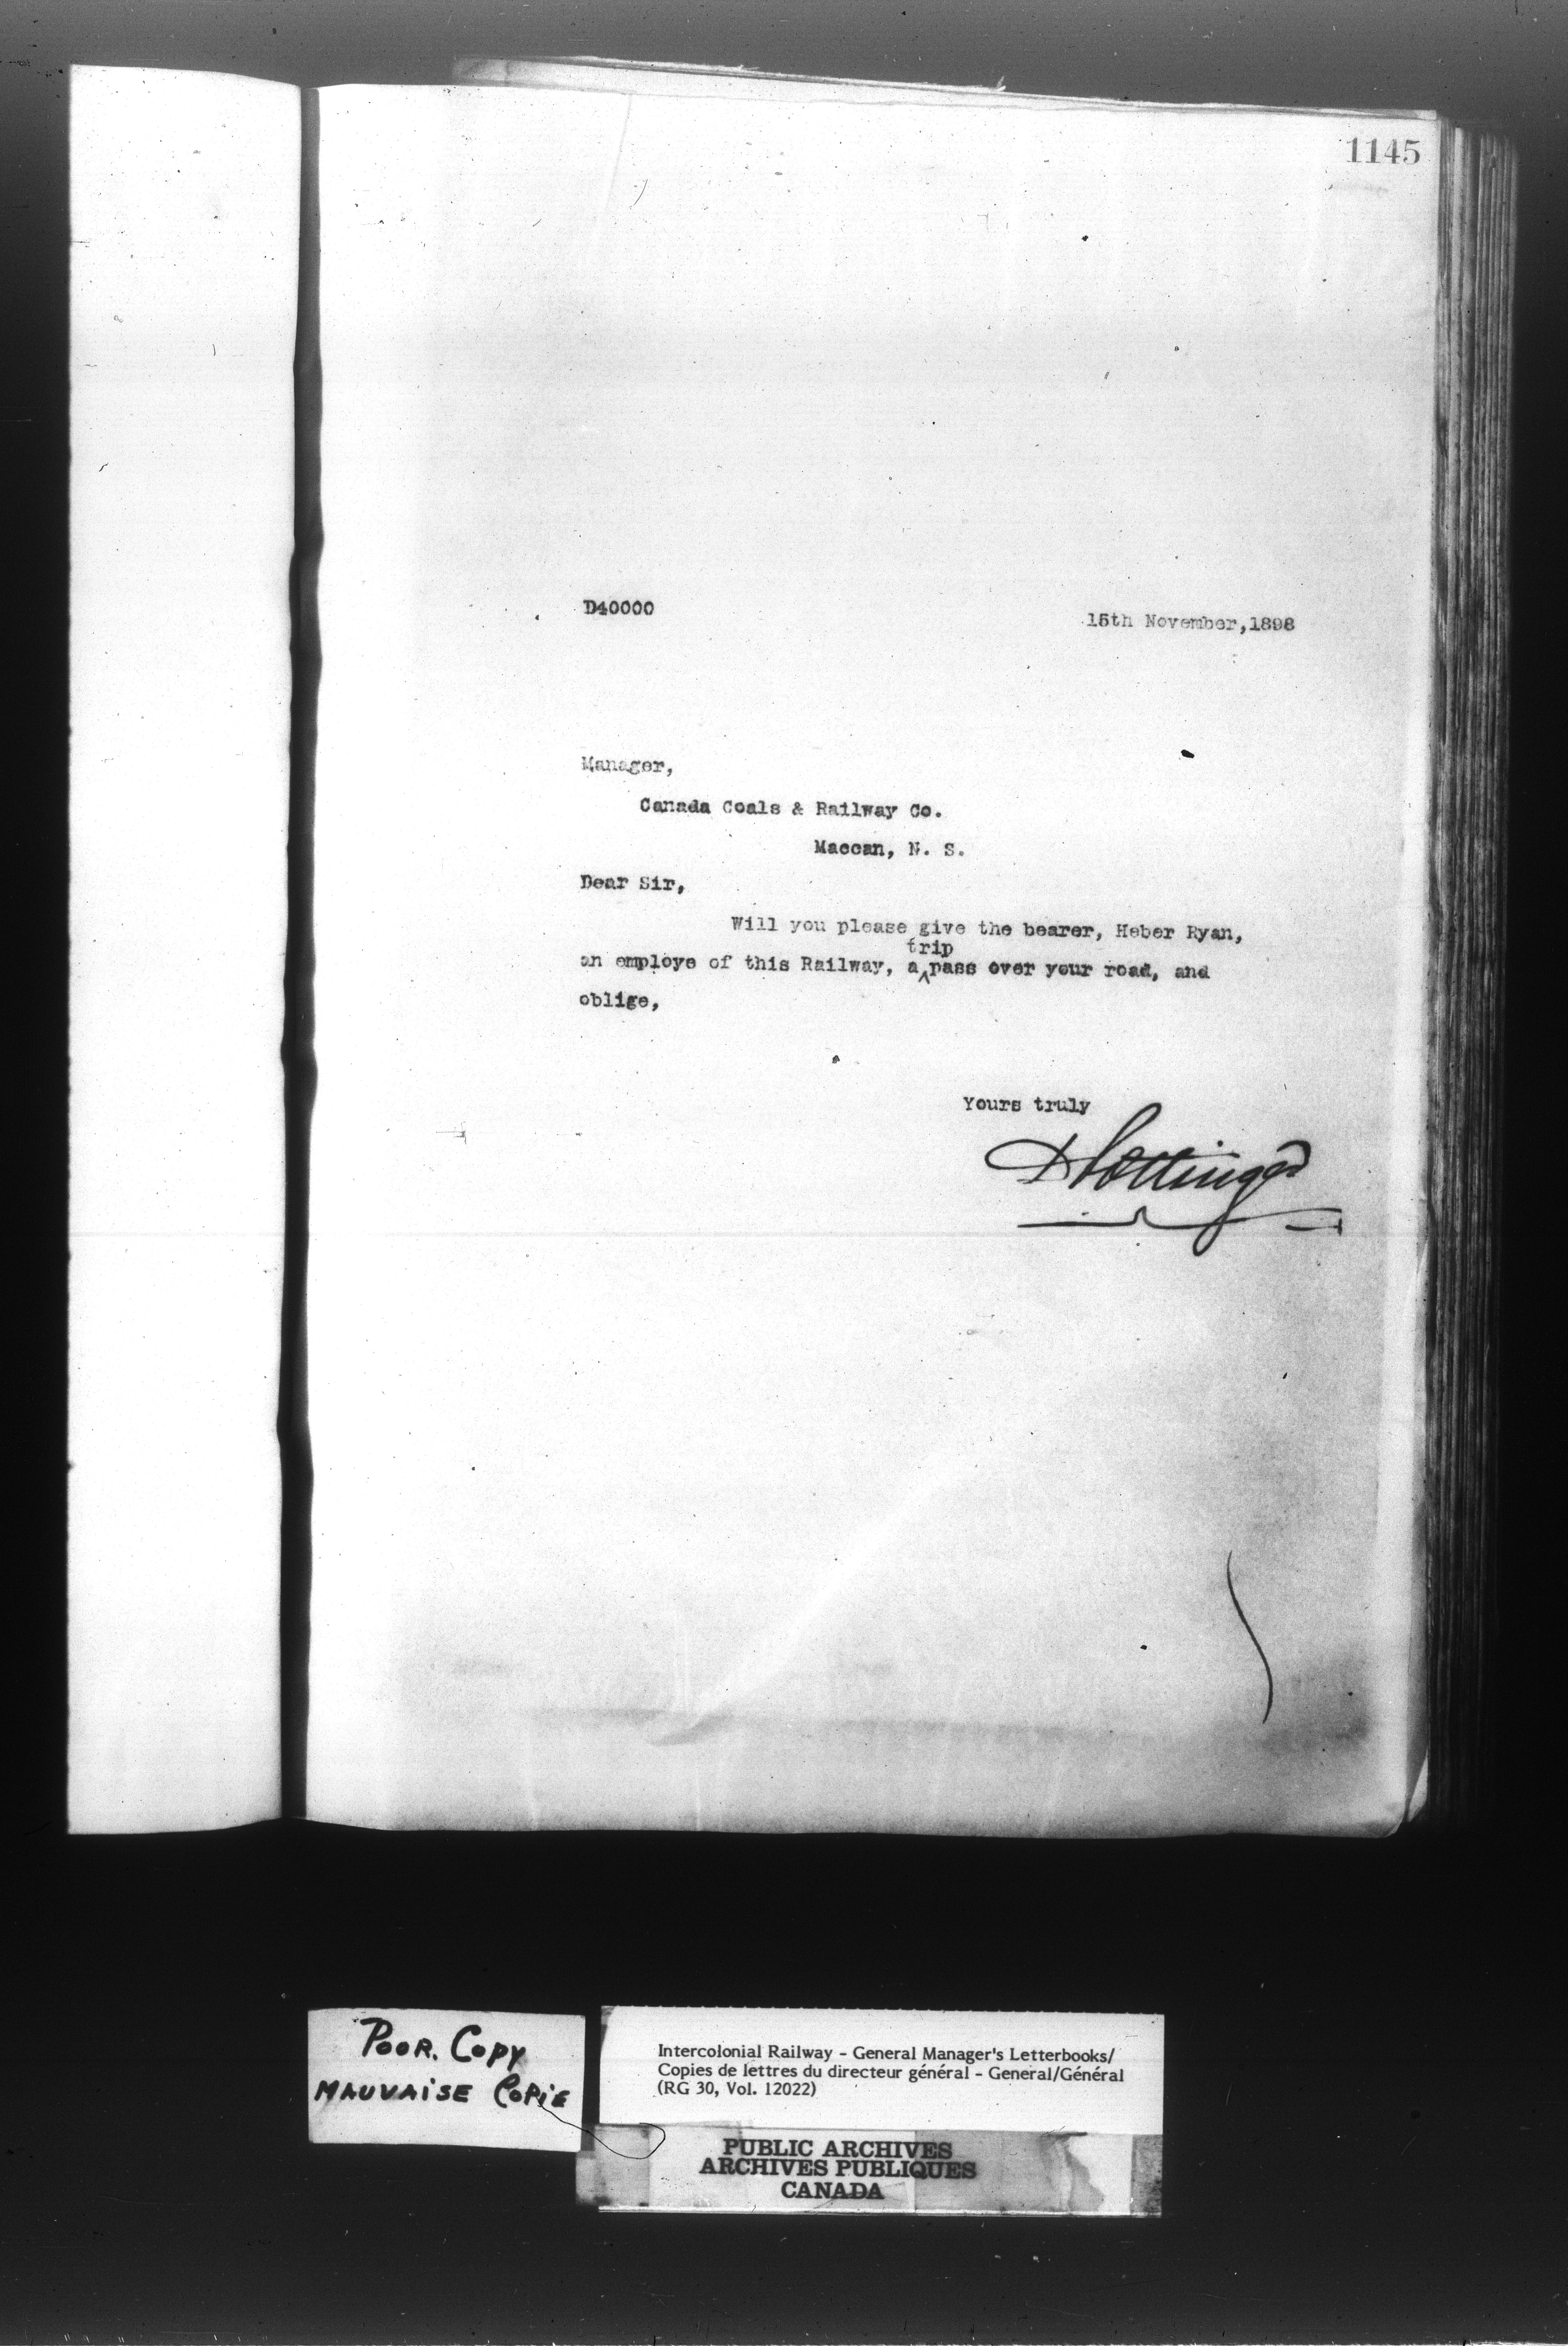 1145
D40000
15th November,1898
Manager,
Canada Coals & Railway Co.
Maccan, N. S.
Dear Sir,
Will you please give the bearer, Heber Ryan,
trip
an employe of this Railway, a^pass over your road, and
oblige,
Yours truly
D Pottinger
POOR. COPY
MAUVAISE COPIE
Intercolonial Railway - General Manager's Letterbooks/
Copies de lettres du directeur général - General/Général
(RG 30, Vol. 12022)
PUBLIC ARCHIVES
ARCHIVES PUBLIQUES
CANADA